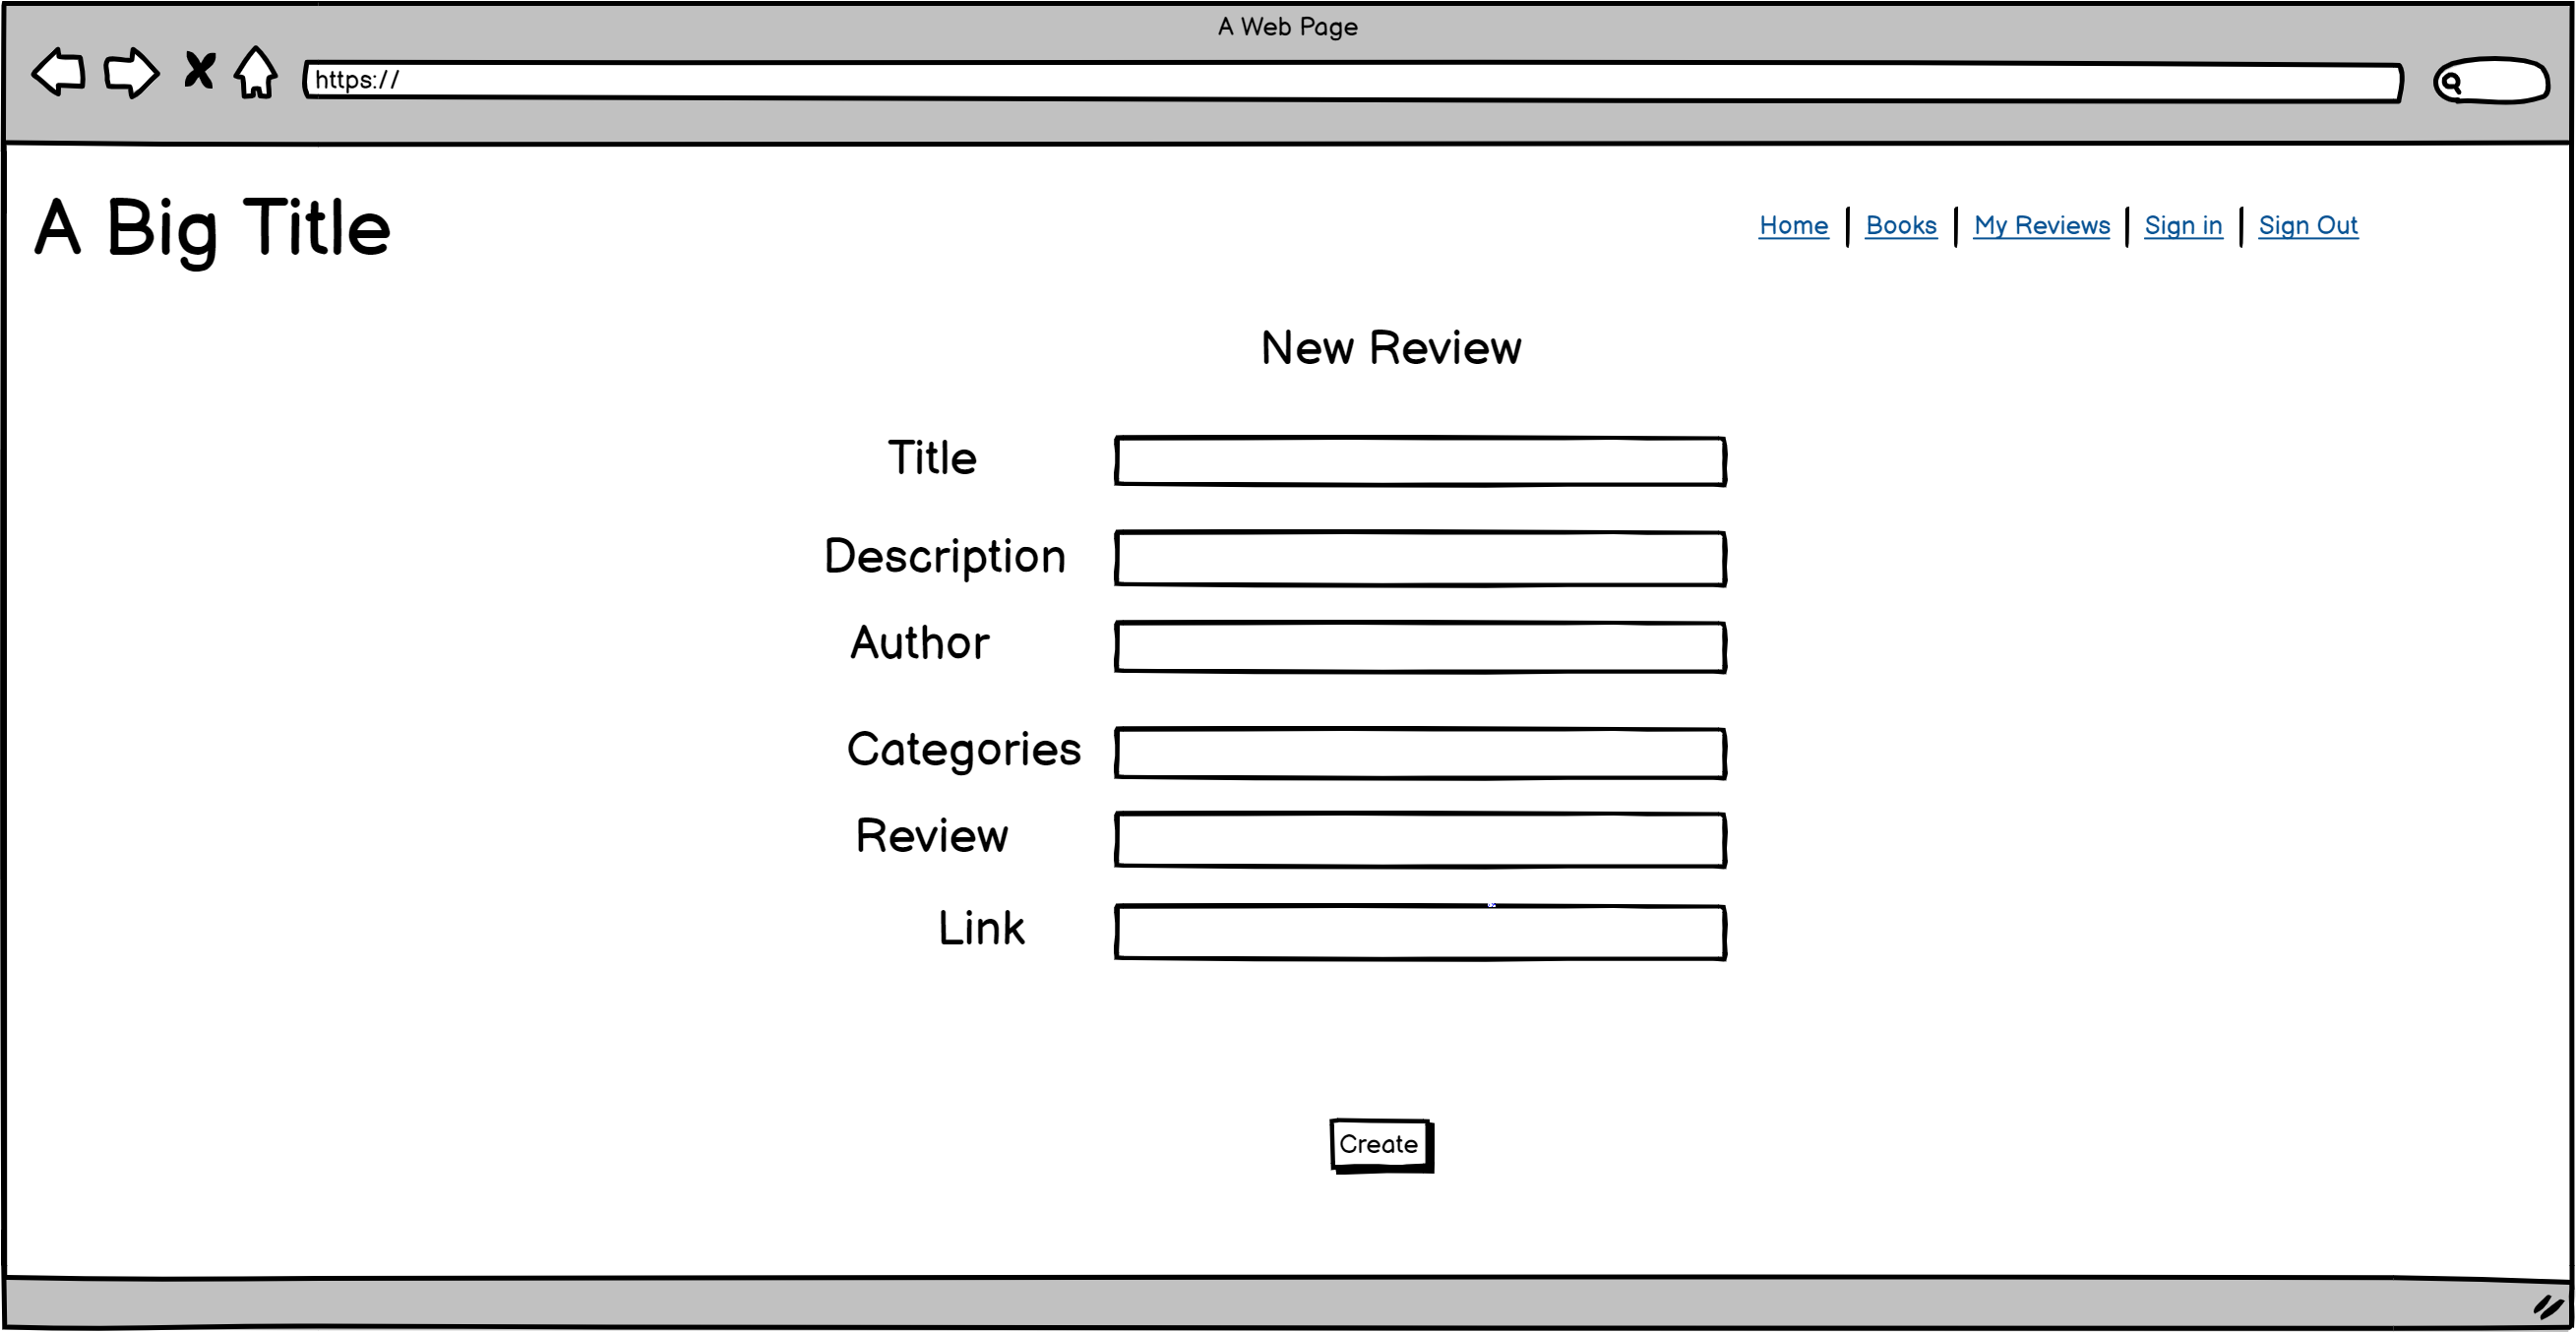 A Web Page
https://
A Big Title
Home | Books | My Reviews | Sign in | Sign Out
New Review
Title
Description
Author
Categories
Review
Link
Create